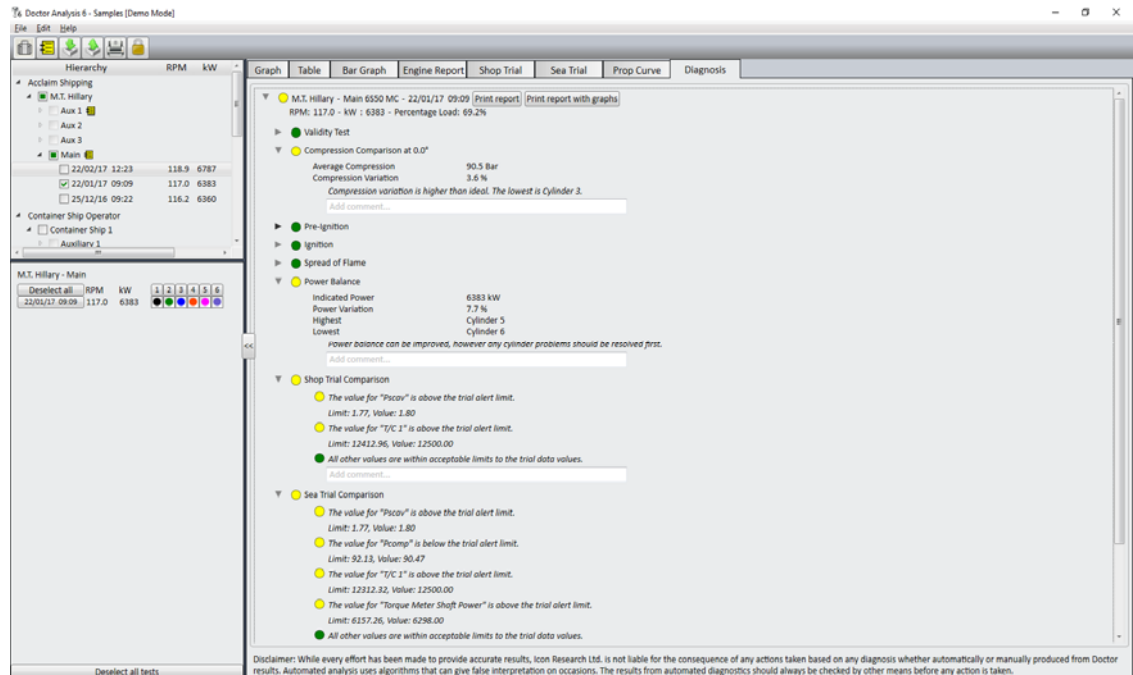 Doctor Analysis 6 - Samples [Demo Mode]
File Edit Help
Hierarchy RPM kW
Acclaim Shipping
M.T. Hillary
Aux 1
Aux 2
Aux 3
Main
22/02/17 12:23 118.9 6787
22/01/17 09:09 117.0 6383
25/12/16 09:22 116.2 6360
Container Ship Operator
Container Ship 1
Auxiliary 1
M.T. Hillary - Main
Deselect all RPM kW 1 2 3 4 5 6
22/01/17 09:09 117.0 6383
Deselect all tests
<<
Graph Table Bar Graph Engine Report Shop Trial Sea Trial Prop Curve Diagnosis
M.T. Hillary - Main 6S50 MC - 22/01/17 09:09 Print report Print report with graphs
RPM: 117.0 - kW : 6383 - Percentage Load: 69.2%
Validity Test
Compression Comparison at 0.0°
Average Compression 90.5 Bar
Compression Variation 3.6 %
Compression variation is higher than ideal. The lowest is Cylinder 3.
Add comment...
Pre-Ignition
Ignition
Spread of Flame
Power Balance
Indicated Power 6383 kW
Power Variation 7.7 %
Highest Cylinder 5
Lowest Cylinder 6
Power balance can be improved, however any cylinder problems should be resolved first.
Add comment...
Shop Trial Comparison
The value for "Pscav" is above the trial alert limit.
Limit: 1.77, Value: 1.80
The value for "T/C 1" is above the trial alert limit.
Limit: 12412.96, Value: 12500.00
All other values are within acceptable limits to the trial data values.
Add comment...
Sea Trial Comparison
The value for "Pscav" is above the trial alert limit.
Limit: 1.77, Value: 1.80
The value for "Pcomp" is below the trial alert limit.
Limit: 92.13, Value: 90.47
The value for "T/C 1" is above the trial alert limit.
Limit: 12312.32, Value: 12500.00
The value for "Torque Meter Shaft Power" is above the trial alert limit.
Limit: 6157.26, Value: 6298.00
All other values are within acceptable limits to the trial data values.
Disclaimer: While every effort has been made to provide accurate results, Icon Research Ltd. is not liable for the consequence of any actions taken based on any diagnosis whether automatically or manually produced from Doctor
results. Automated analysis uses algorithms that can give false interpretation on occasions. The results from automated diagnostics should always be checked by other means before any action is taken.